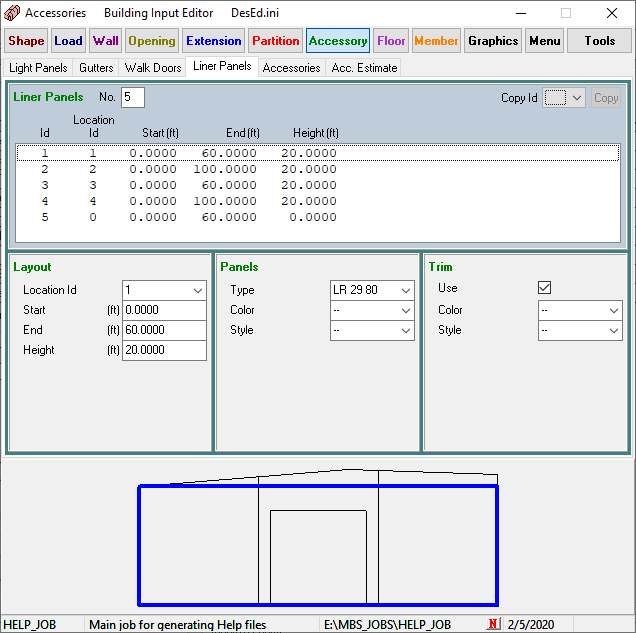 Accessories Building Input Editor DesEd.ini
Shape Load Wall Opening Extension Partition Accessory Floor Member Graphics Menu Tools
Light Panels Gutters Walk Doors Liner Panels Accessories Acc. Estimate
Liner Panels No. 5 Copy Id Copy
Location
Id Id Start (ft) End (ft) Height (ft)
1 1 0.0000 60.0000 20.0000
2 2 0.0000 100.0000 20.0000
3 3 0.0000 60.0000 20.0000
4 4 0.0000 100.0000 20.0000
5 0 0.0000 60.0000 0.0000
Layout Panels Trim
Location Id 1 Type LR 29 80 Use
Start (ft) 0.0000 Color -- Color --
End (ft) 60.0000 Style -- Style --
Height (ft) 20.0000
HELP_JOB Main job for generating Help files E:\MBS_JOBS\HELP_JOB N 2/5/2020